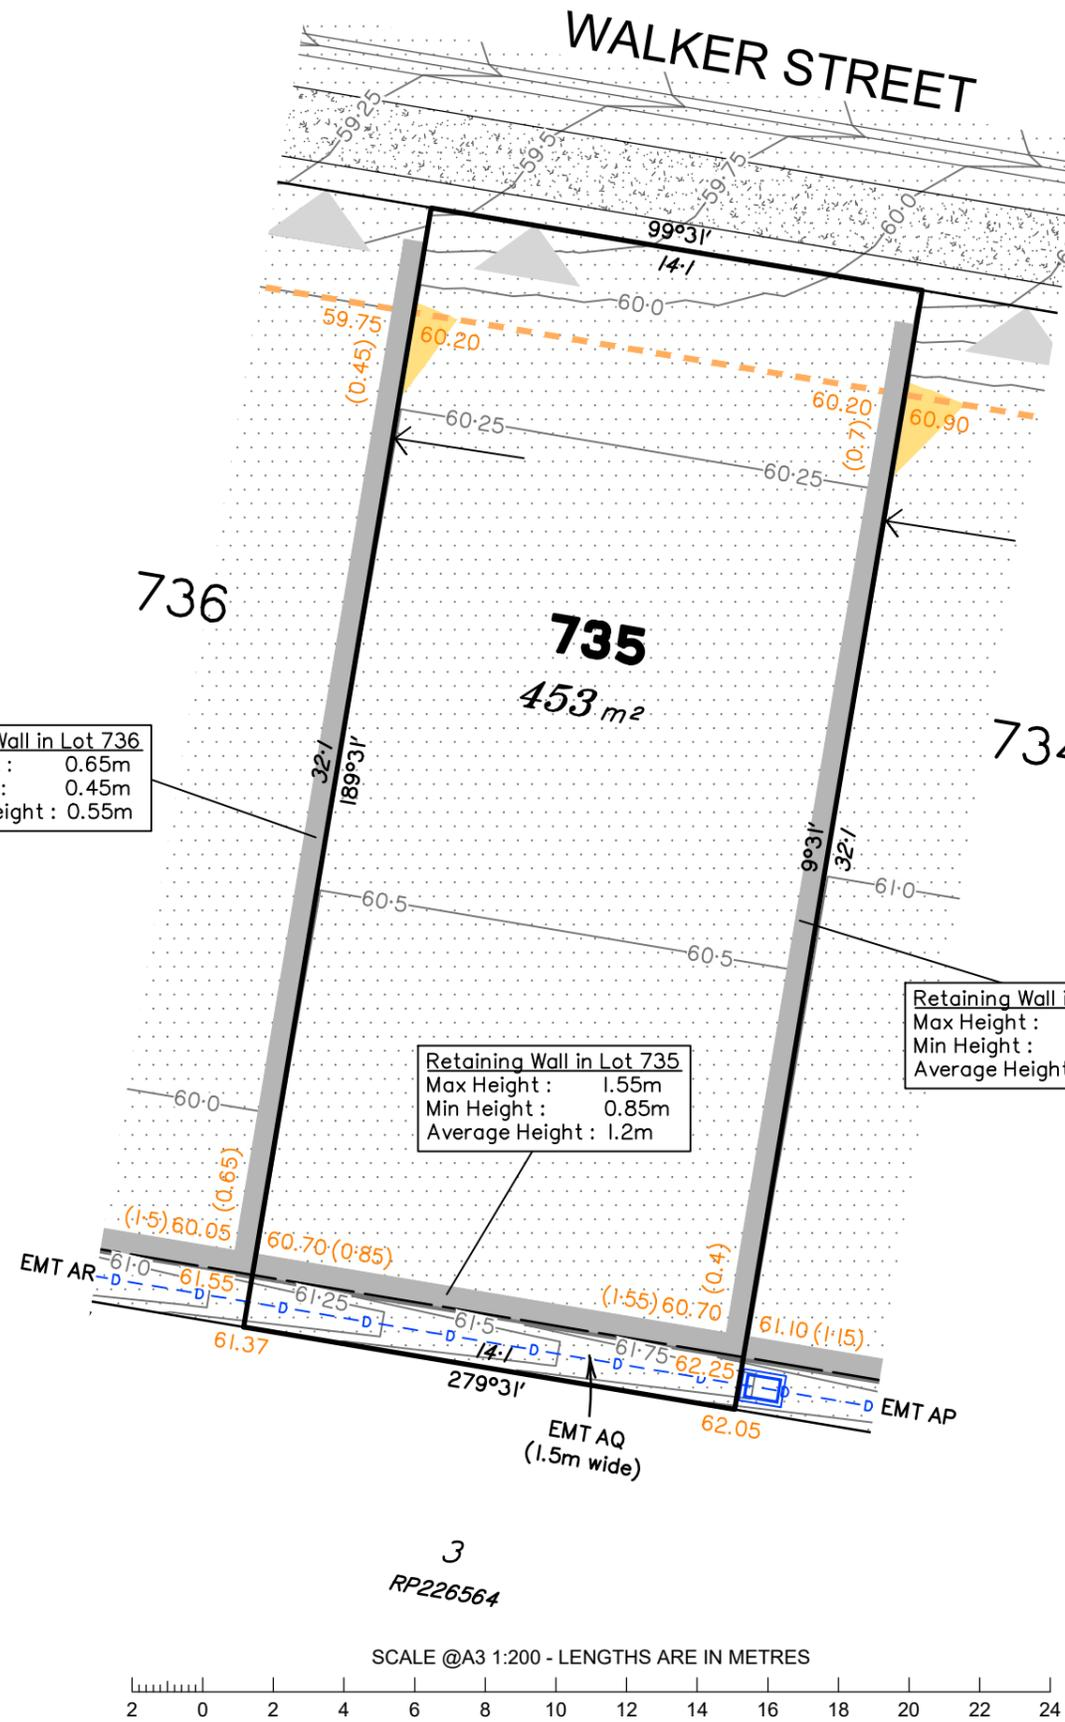 WALKER STREET
59·25
59·5
59·75
60·0
99°31′
14·1
60·0
59.75
(0.45)
60.20
60.20
(0.7)
60.90
60·25
60·25
736
735
453 m²
Wall in Lot 736
: 0.65m
: 0.45m
eight : 0.55m
32·1
189°31′
9°31′
32·1
60·5
60·5
61·0
Retaining Wall i
Max Height :
Min Height :
Average Height
Retaining Wall in Lot 735
Max Height : 1.55m
Min Height : 0.85m
Average Height : 1.2m
60·0
(0.65)
(1·5) 60.05
60.70 (0·85)
(0.4)
(1·55) 60.70
61.10 (1·15)
EMT AR
D
61·0
61.55
D
D
61·25
D
D
61·5
D
D
61·75
62.25
D
D
D
EMT AP
61.37
14·1
279°31′
62.05
EMT AQ
(1.5m wide)
3
RP226564
SCALE @A3 1:200 - LENGTHS ARE IN METRES
2 0 2 4 6 8 10 12 14 16 18 20 22 24